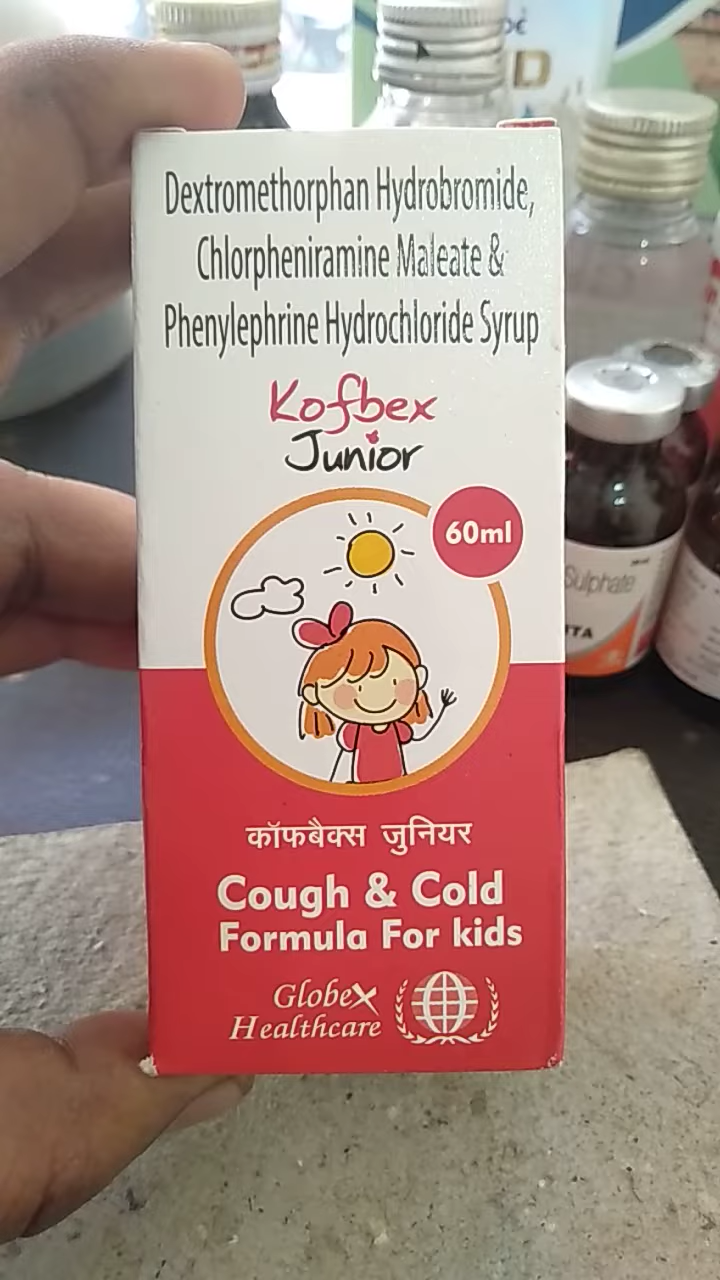 Dextromethorphan Hydrobromide,
Chlorpheniramine Maleate &
Phenylephrine Hydrochloride Syrup
Kofbex
Junior
60ml
कॉफबैक्स जुनियर
Cough & Cold
Formula For kids
Globex
Healthcare
Sulphate